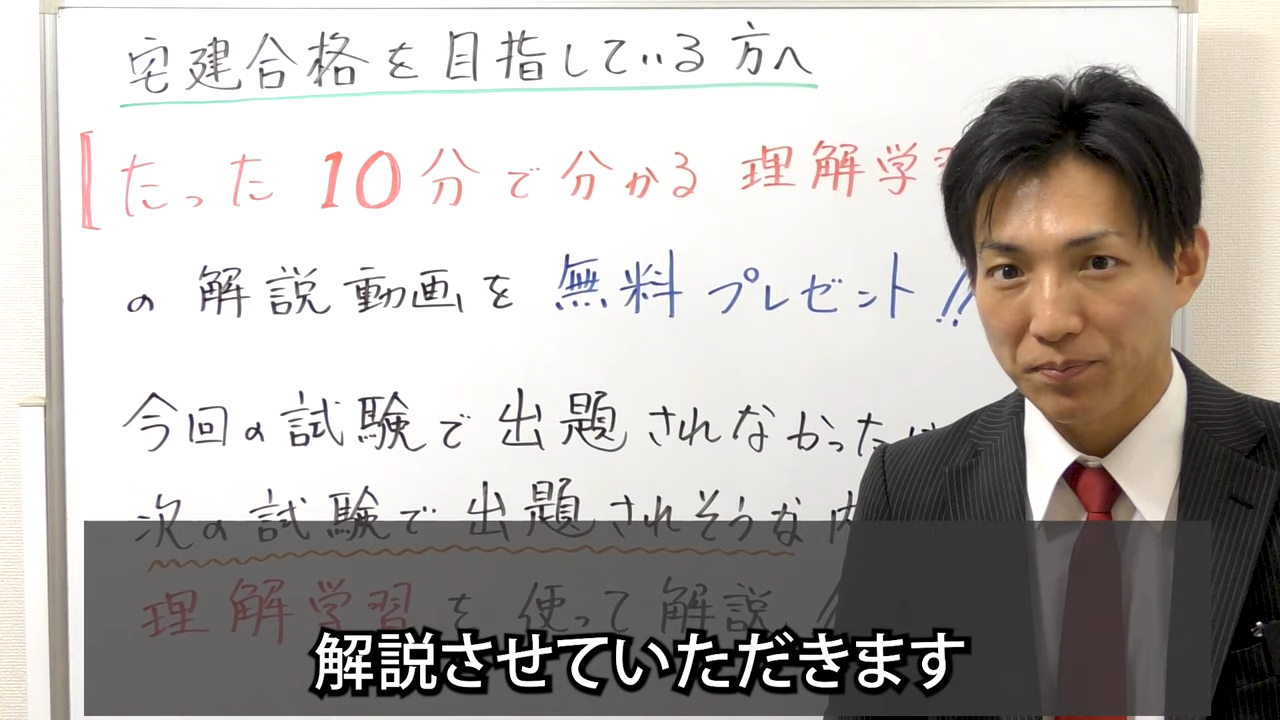 宅建合格を目指している方へ
たった10分で分かる 理解学習
の解説動画を 無料プレゼント!!
今回の試験で出題されなかったが
次の試験で出題されそうな内
理解学習を使って解説
解説させていただきます